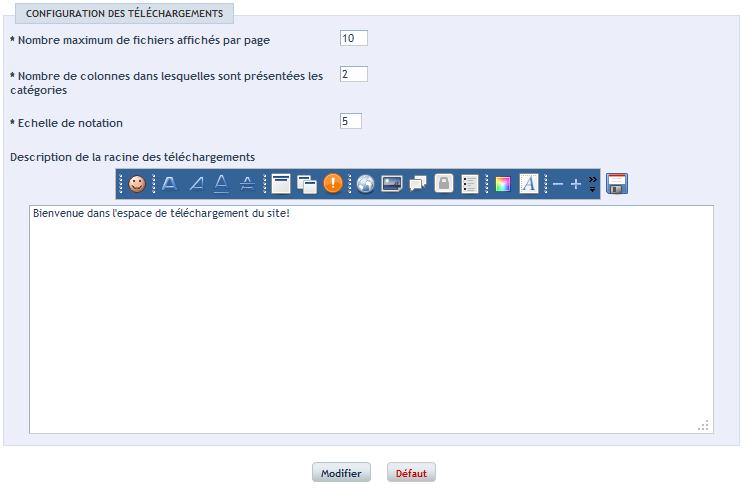 CONFIGURATION DES TÉLÉCHARGEMENTS
* Nombre maximum de fichiers affichés par page
10
* Nombre de colonnes dans lesquelles sont présentées les
catégories
2
* Echelle de notation
5
Description de la racine des téléchargements
Bienvenue dans l'espace de téléchargement du site!
Modifier
Défaut